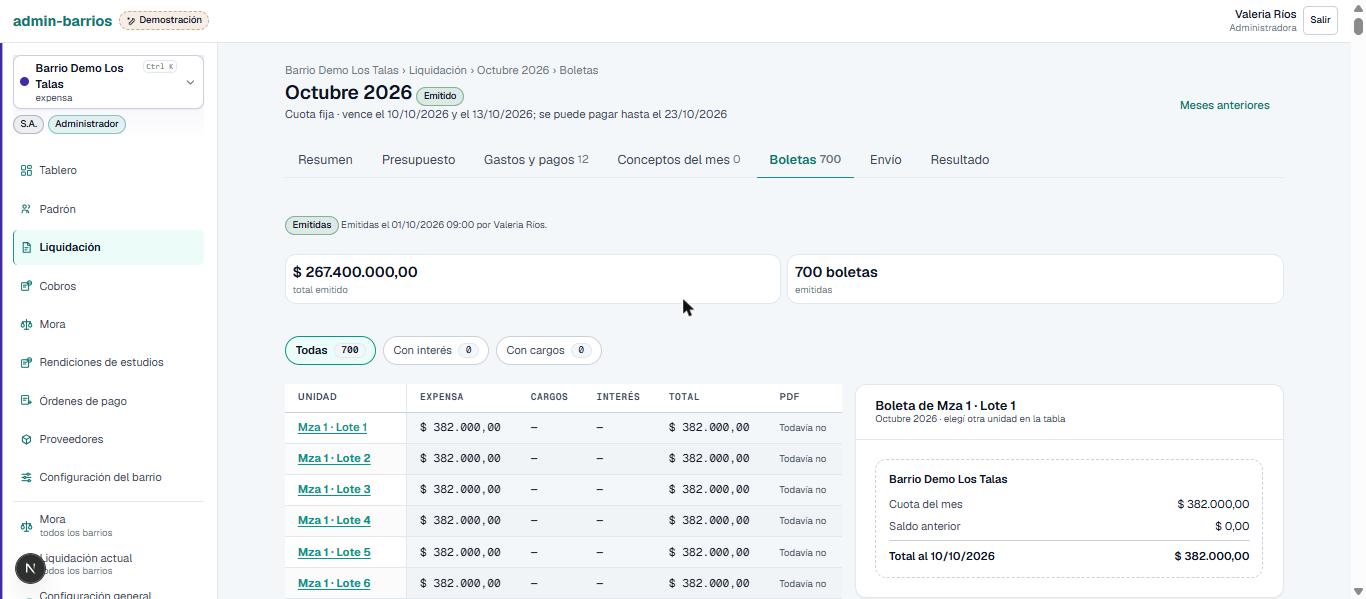 admin-barrios
Demostración
Valeria Ríos
Administradora
Salir
Barrio Demo Los Talas
Ctrl K
expensa
S.A.
Administrador
Tablero
Padrón
Liquidación
Cobros
Mora
Rendiciones de estudios
Órdenes de pago
Proveedores
Configuración del barrio
Mora
todos los barrios
Liquidación actual
todos los barrios
Configuración general
N
Barrio Demo Los Talas › Liquidación › Octubre 2026 › Boletas
Octubre 2026 Emitido
Cuota fija · vence el 10/10/2026 y el 13/10/2026; se puede pagar hasta el 23/10/2026
Meses anteriores
Resumen Presupuesto Gastos y pagos 12 Conceptos del mes 0 Boletas 700 Envío Resultado
Emitidas Emitidas el 01/10/2026 09:00 por Valeria Ríos.
$ 267.400.000,00
total emitido
700 boletas
emitidas
Todas 700 Con interés 0 Con cargos 0
UNIDAD EXPENSA CARGOS INTERÉS TOTAL PDF
Mza 1 · Lote 1 $ 382.000,00 — — $ 382.000,00 Todavía no
Mza 1 · Lote 2 $ 382.000,00 — — $ 382.000,00 Todavía no
Mza 1 · Lote 3 $ 382.000,00 — — $ 382.000,00 Todavía no
Mza 1 · Lote 4 $ 382.000,00 — — $ 382.000,00 Todavía no
Mza 1 · Lote 5 $ 382.000,00 — — $ 382.000,00 Todavía no
Mza 1 · Lote 6 $ 382.000,00 — — $ 382.000,00 Todavía no
Boleta de Mza 1 · Lote 1
Octubre 2026 · elegí otra unidad en la tabla
Barrio Demo Los Talas
Cuota del mes $ 382.000,00
Saldo anterior $ 0,00
Total al 10/10/2026 $ 382.000,00